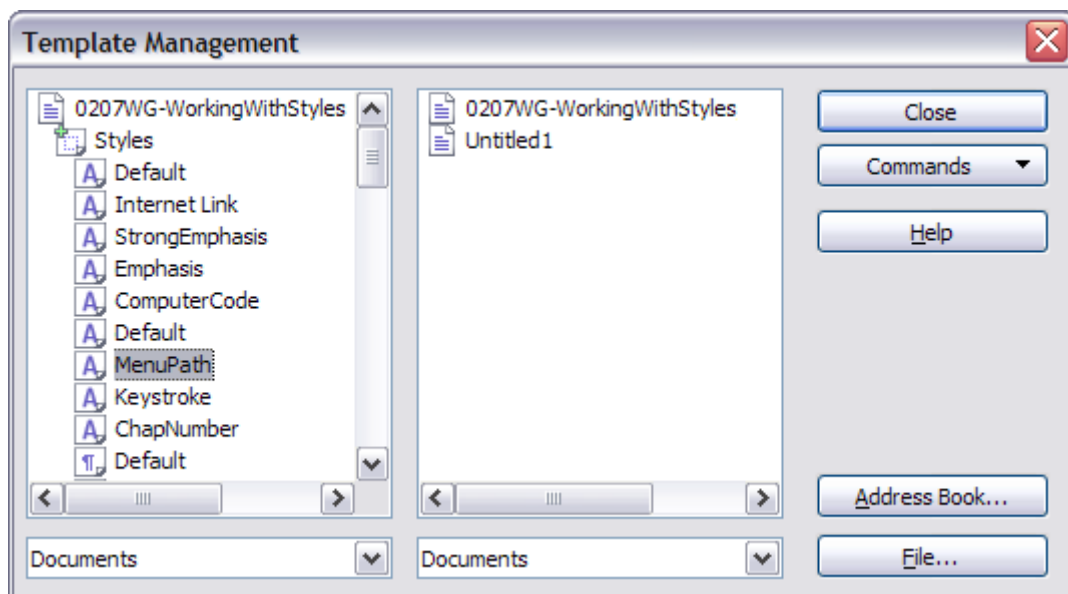 Template Management
0207WG-WorkingWithStyles
Styles
Default
Internet Link
StrongEmphasis
Emphasis
ComputerCode
Default
MenuPath
Keystroke
ChapNumber
Default
Documents
0207WG-WorkingWithStyles
Untitled1
Documents
Close
Commands
Help
Address Book...
File...